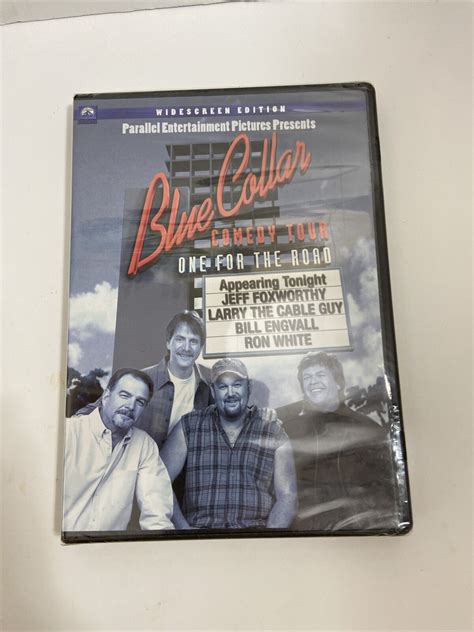 WIDESCREEN EDITION
Parallel Entertainment Pictures Presents
Blue Collar
COMEDY TOUR
ONE FOR THE ROAD
Appearing Tonight
JEFF FOXWORTHY
LARRY THE CABLE GUY
BILL ENGVALL
RON WHITE